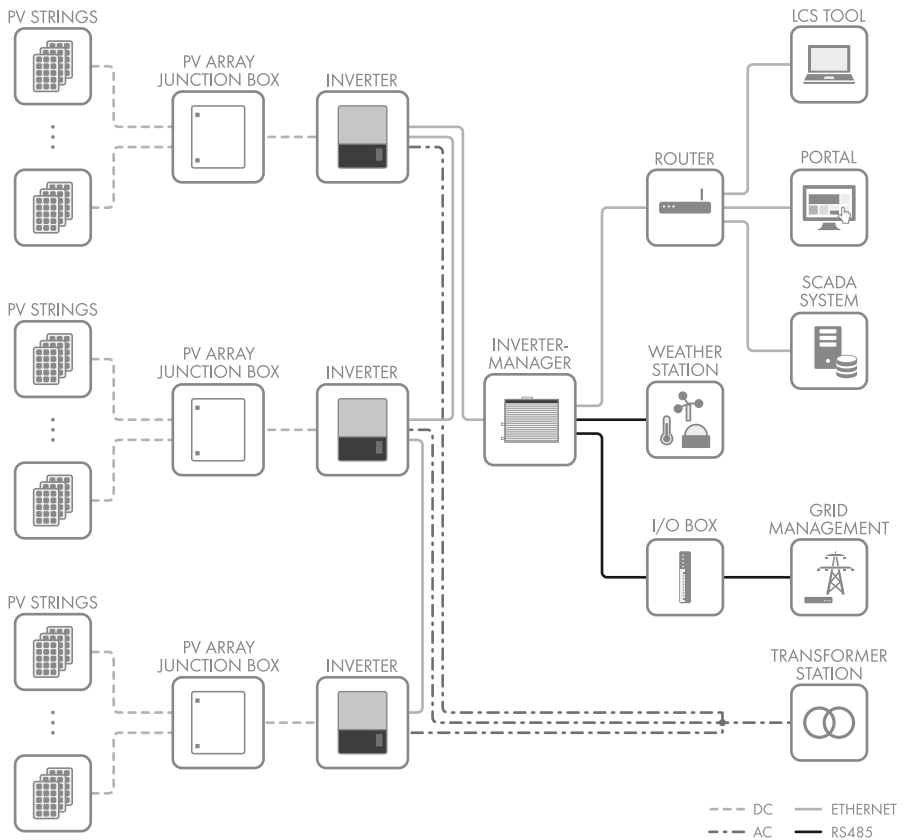 PV STRINGS
PV ARRAY
JUNCTION BOX
INVERTER
LCS TOOL
ROUTER
PORTAL
SCADA
SYSTEM
PV STRINGS
PV ARRAY
JUNCTION BOX
INVERTER
INVERTER-
MANAGER
WEATHER
STATION
I/O BOX
GRID
MANAGEMENT
PV STRINGS
PV ARRAY
JUNCTION BOX
INVERTER
TRANSFORMER
STATION
DC
ETHERNET
AC
RS485